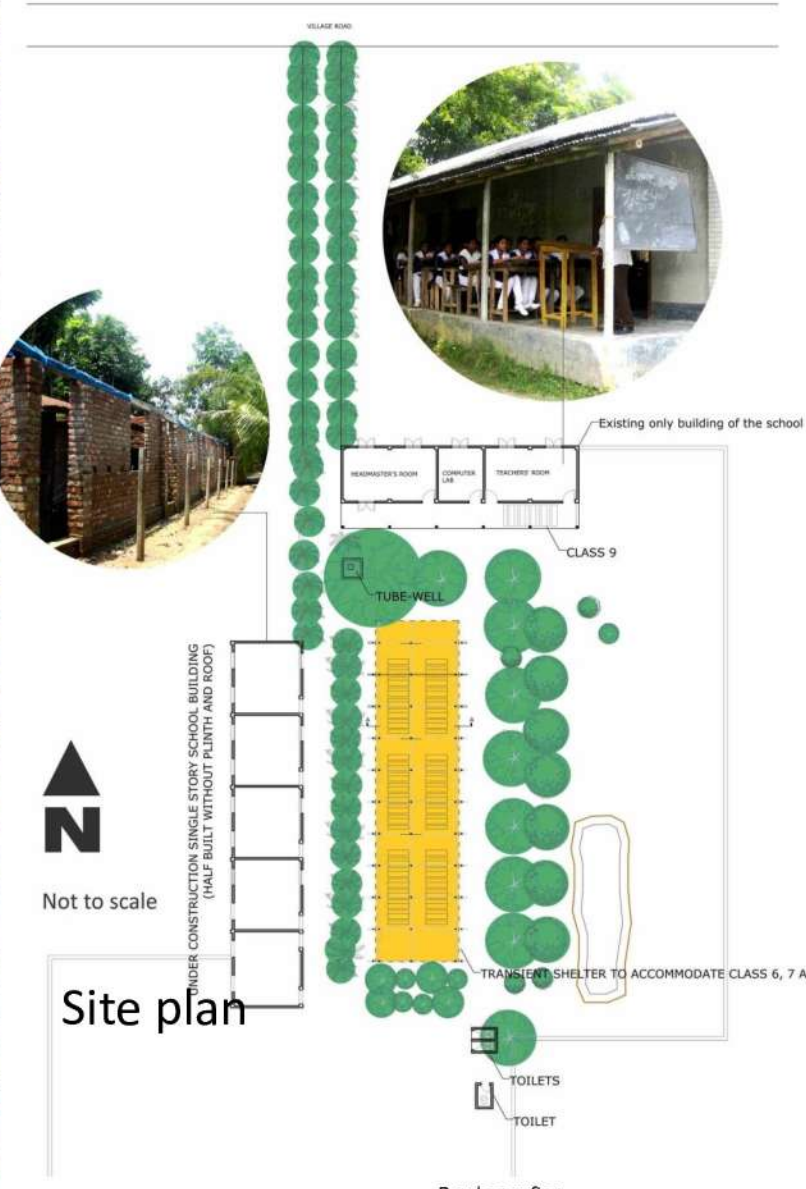 VILLAGE ROAD
Existing only building of the school
HEADMASTER'S ROOM
COMPUTER
LAB
TEACHERS' ROOM
CLASS 9
TUBE-WELL
UNDER CONSTRUCTION SINGLE STORY SCHOOL BUILDING
(HALF BUILT WITHOUT PLINTH AND ROOF)
N
Not to scale
TRANSIENT SHELTER TO ACCOMMODATE CLASS 6, 7 A
Site plan
TOILETS
TOILET